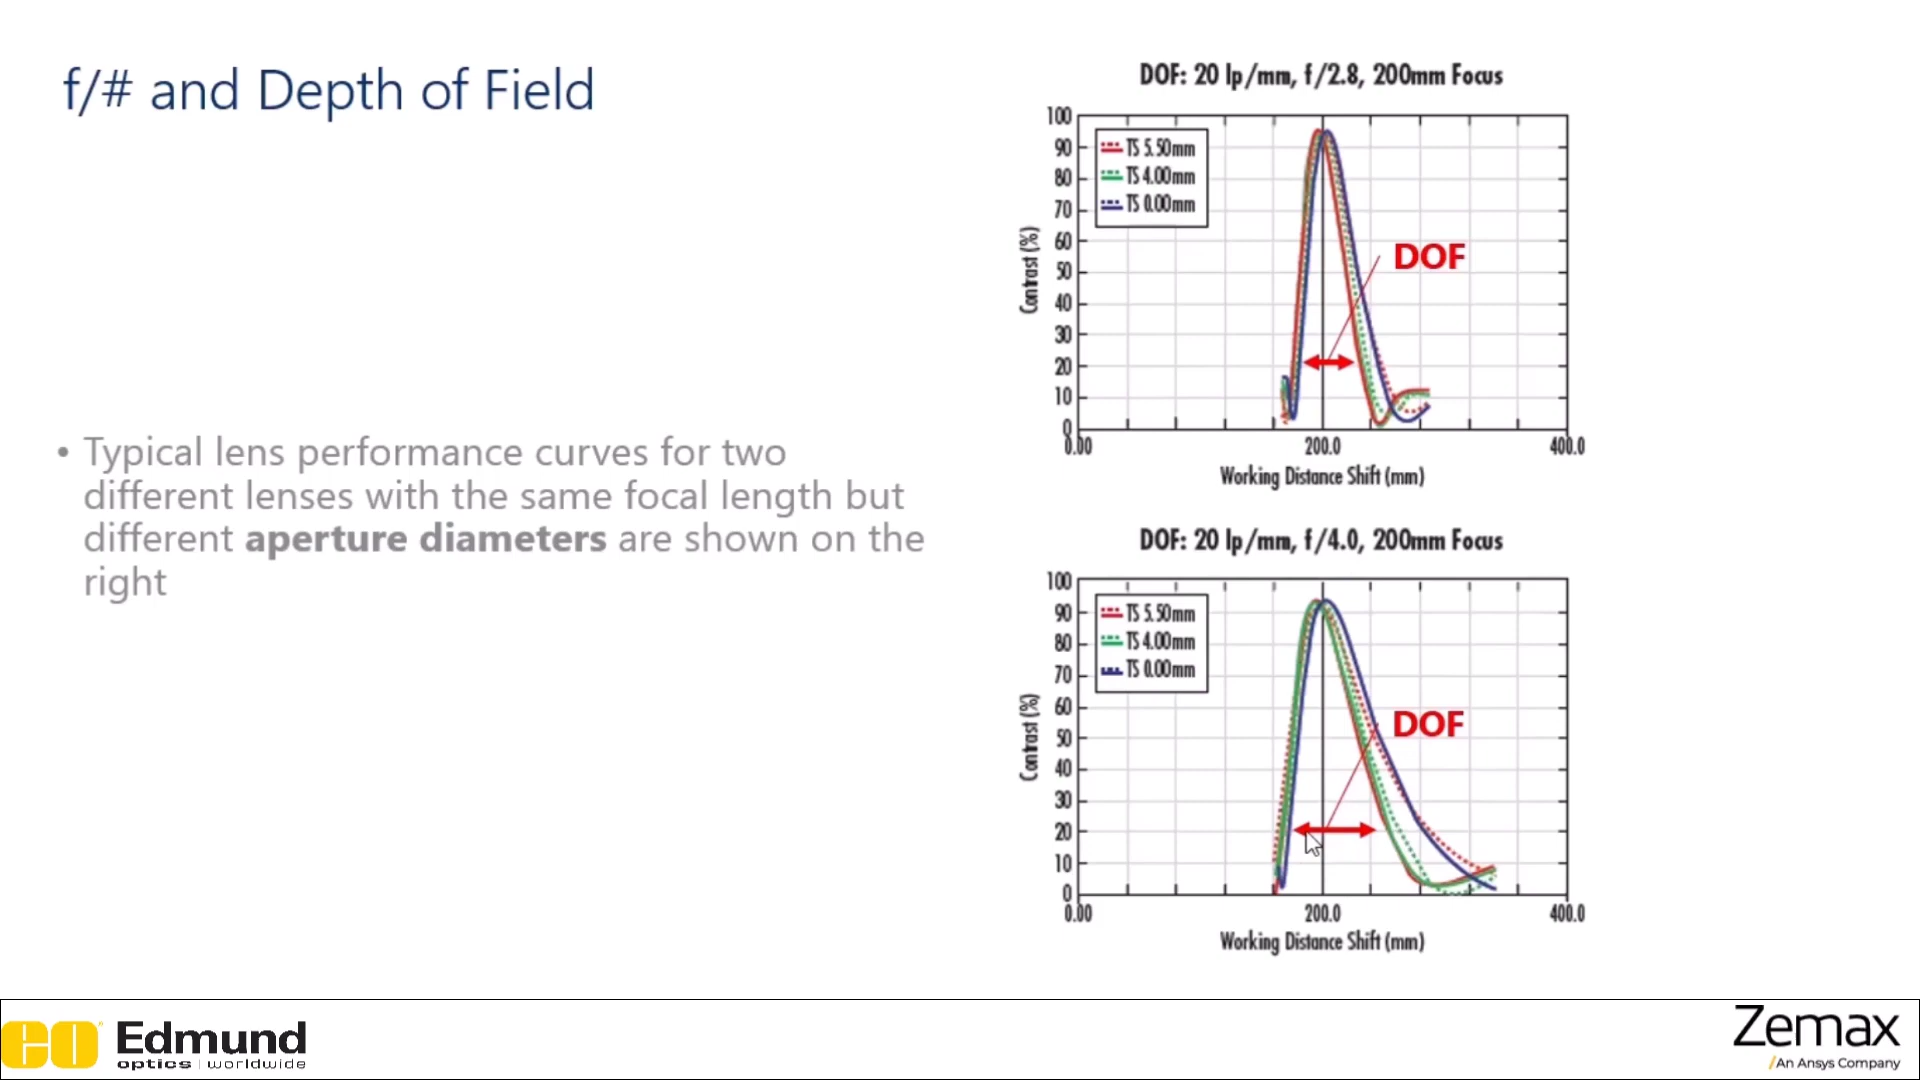 f/# and Depth of Field
• Typical lens performance curves for two
different lenses with the same focal length but
different aperture diameters are shown on the
right
DOF: 20 lp/mm, f/2.8, 200mm Focus
100
90
80
70
60
50
40
30
20
10
0
Contrast (%)
TS 5.50mm
TS 4.00mm
TS 0.00mm
DOF
0.00
200.0
400.0
Working Distance Shift (mm)
DOF: 20 lp/mm, f/4.0, 200mm Focus
100
90
80
70
60
50
40
30
20
10
0
Contrast (%)
TS 5.50mm
TS 4.00mm
TS 0.00mm
DOF
0.00
200.0
400.0
Working Distance Shift (mm)
EO Edmund
optics | worldwide
Zemax
/An Ansys Company